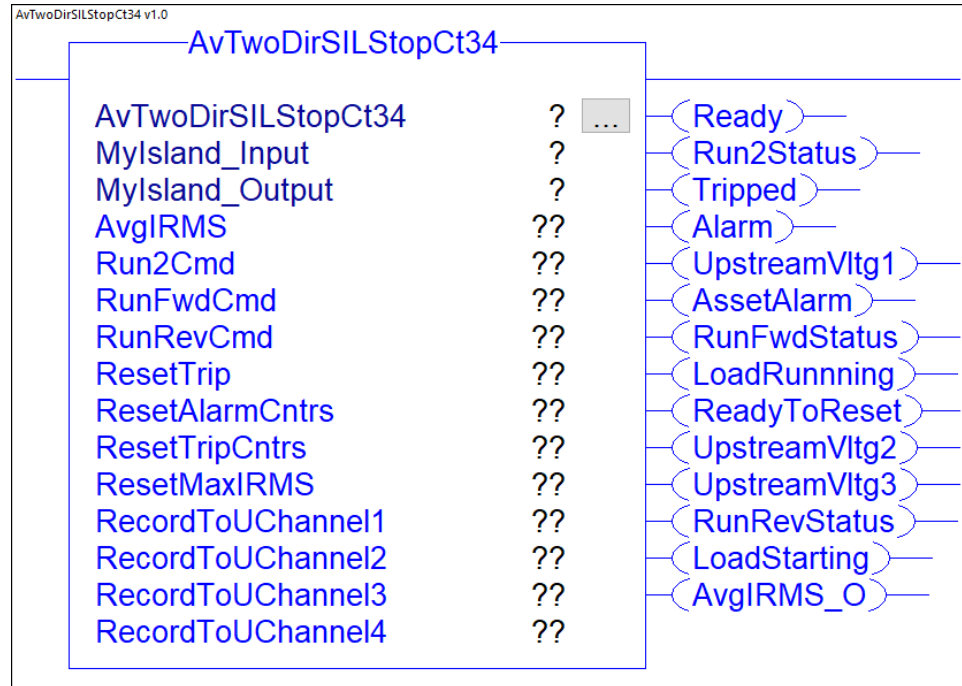 AvTwoDirSILStopCt34 v1.0
AvTwoDirSILStopCt34
AvTwoDirSILStopCt34 ? ... Ready
MyIsland_Input ? Run2Status
MyIsland_Output ? Tripped
AvgIRMS ?? Alarm
Run2Cmd ?? UpstreamVltg1
RunFwdCmd ?? AssetAlarm
RunRevCmd ?? RunFwdStatus
ResetTrip ?? LoadRunnning
ResetAlarmCntrs ?? ReadyToReset
ResetTripCntrs ?? UpstreamVltg2
ResetMaxIRMS ?? UpstreamVltg3
RecordToUChannel1 ?? RunRevStatus
RecordToUChannel2 ?? LoadStarting
RecordToUChannel3 ?? AvgIRMS_O
RecordToUChannel4 ??